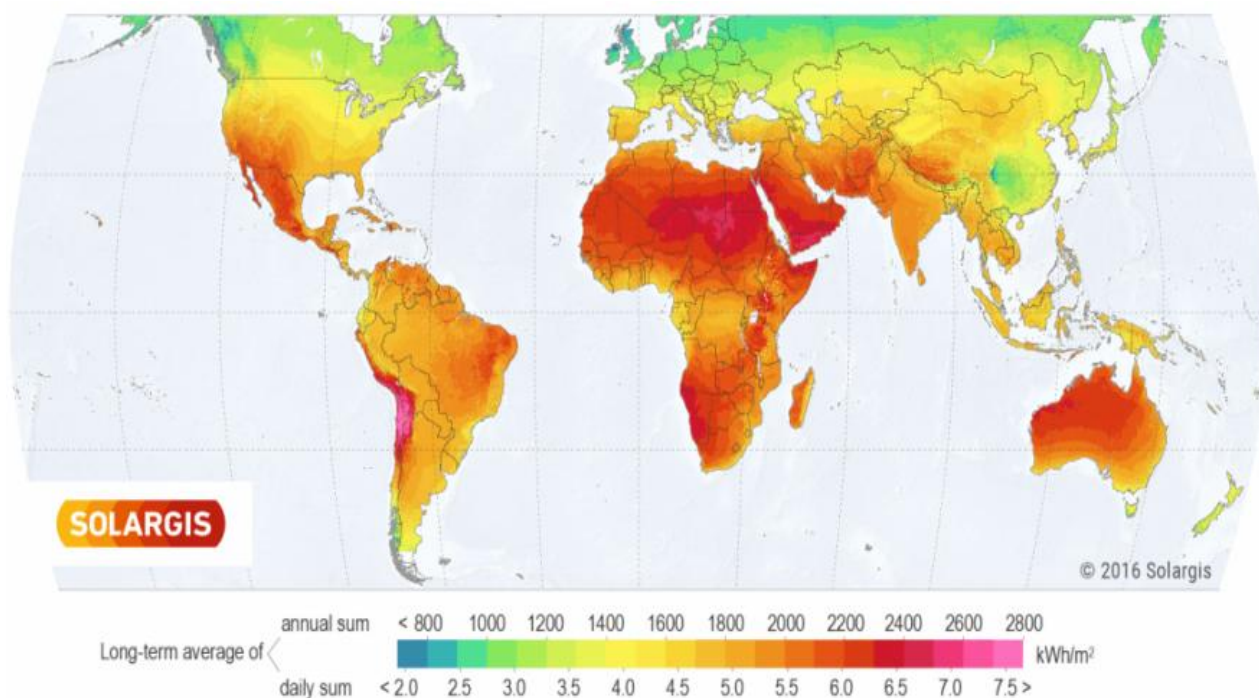 SOLARGIS
© 2016 Solargis
annual sum < 800 1000 1200 1400 1600 1800 2000 2200 2400 2600 2800
Long-term average of kWh/m²
daily sum < 2.0 2.5 3.0 3.5 4.0 4.5 5.0 5.5 6.0 6.5 7.0 7.5 >